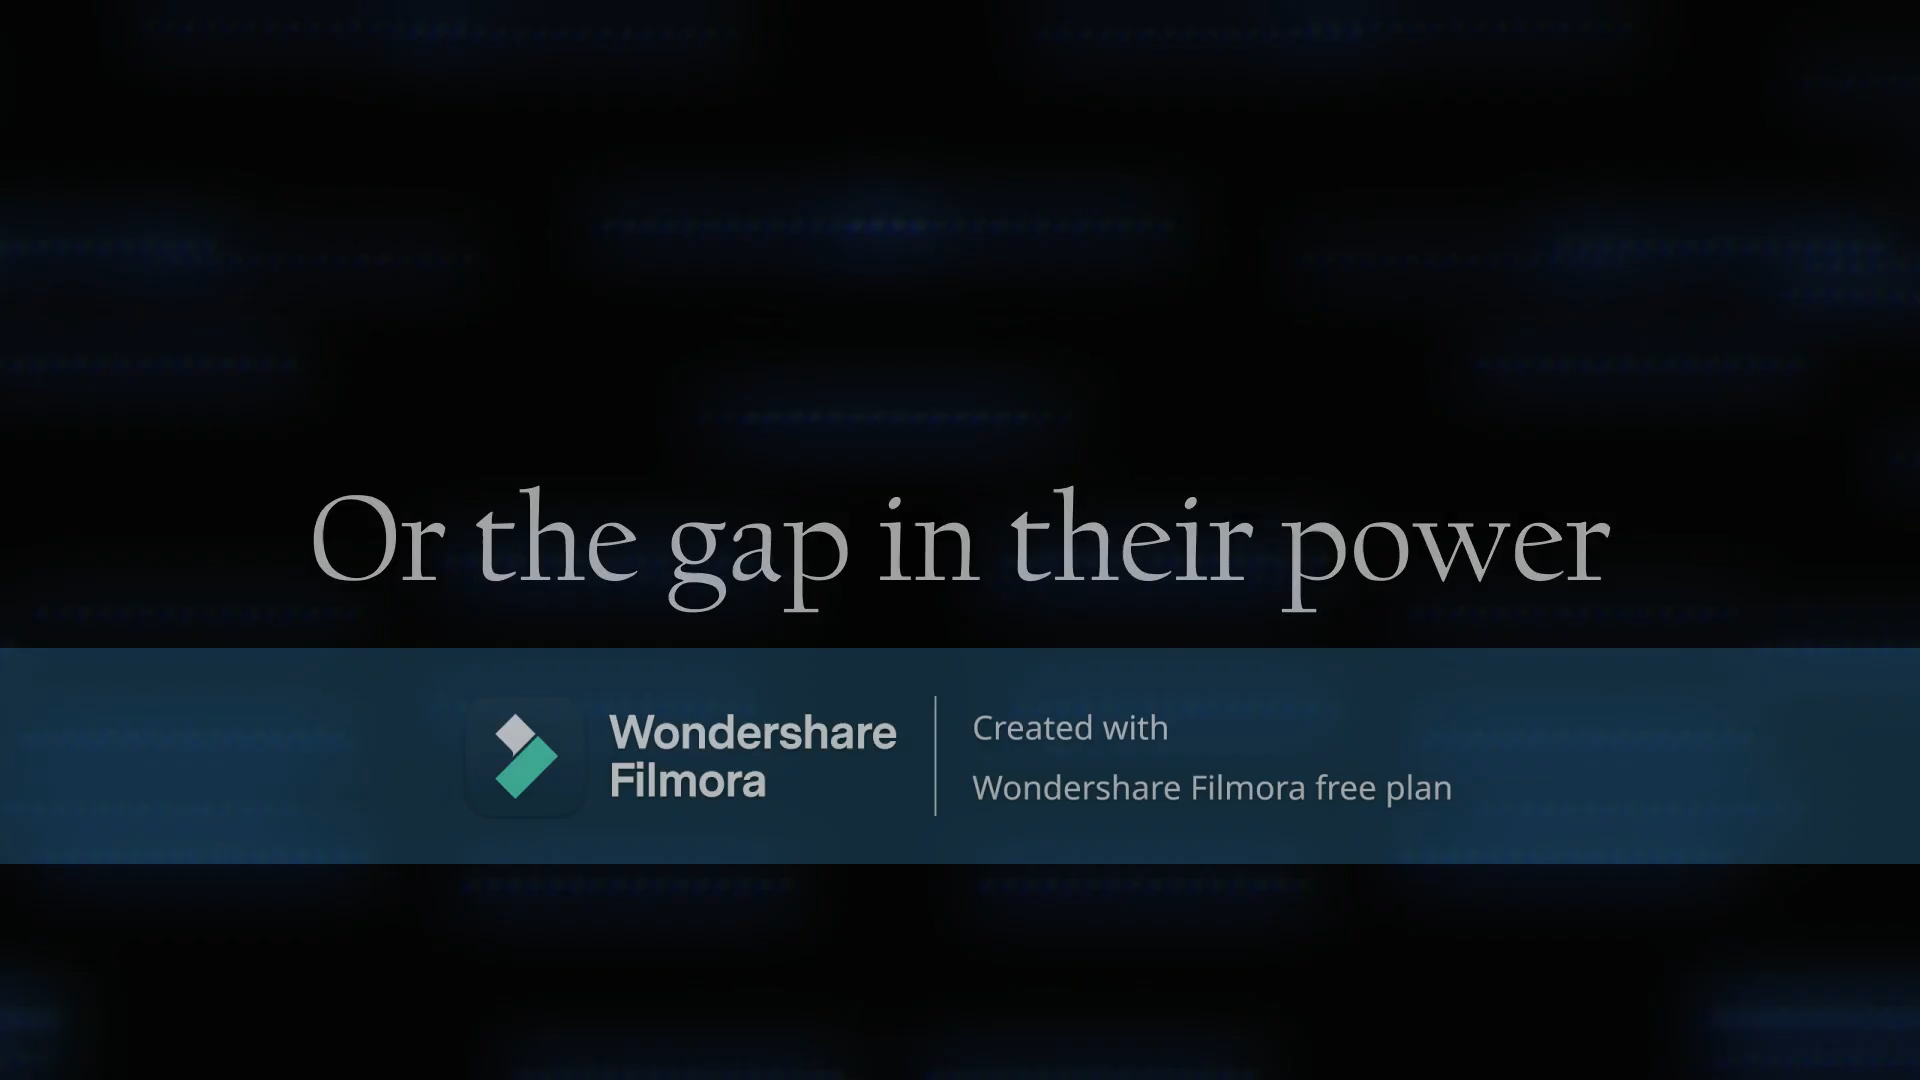 Or the gap in their power
Wondershare
Filmora
Created with
Wondershare Filmora free plan